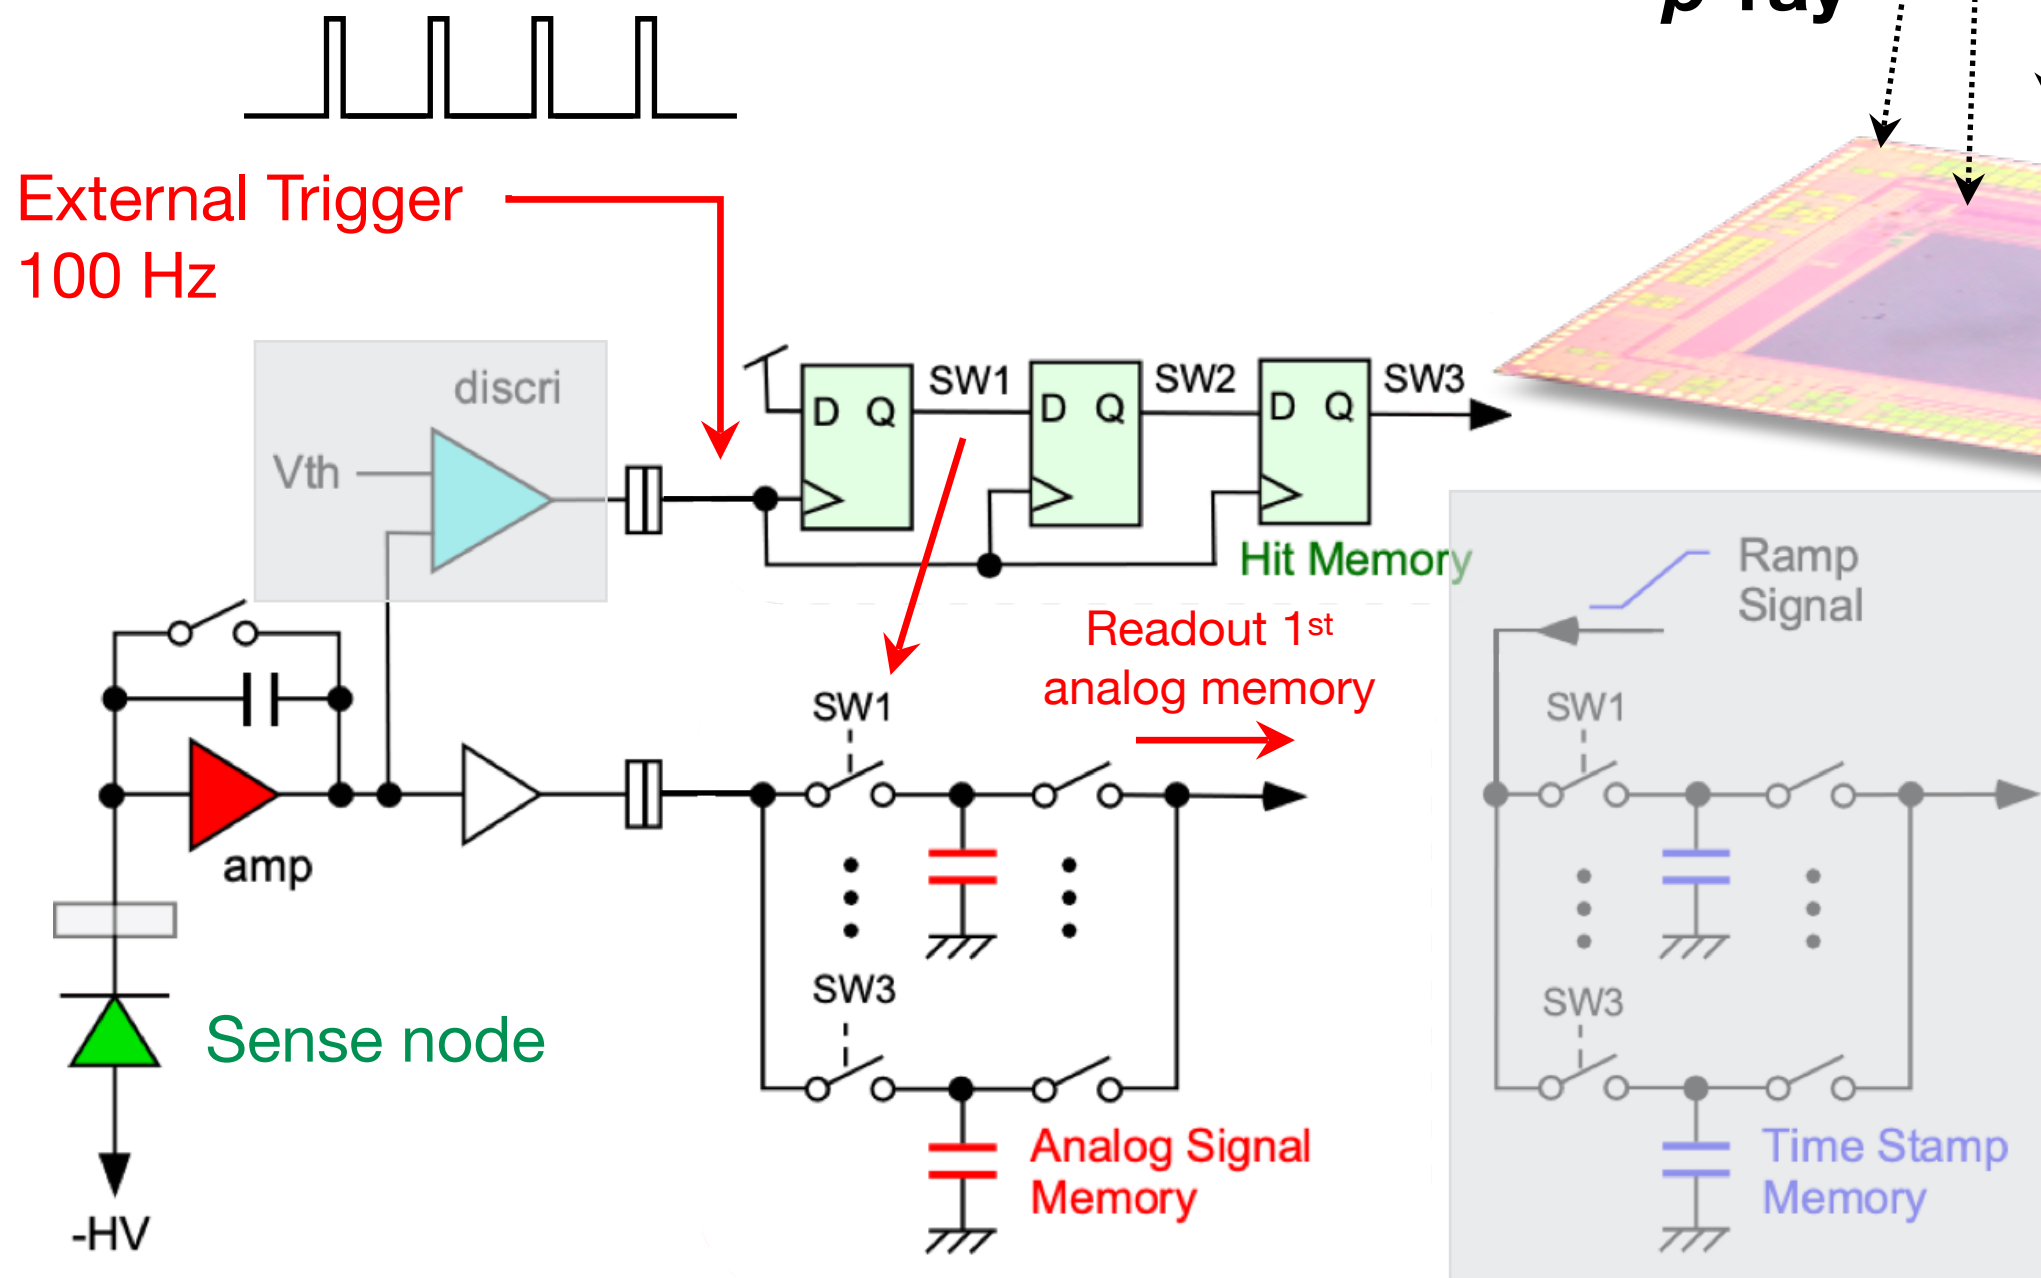 External Trigger
100 Hz
discri
Vth
D Q
SW1
D Q
SW2
D Q
SW3
Hit Memory
Ramp
Signal
Readout 1st
analog memory
SW1
SW1
amp
SW3
SW3
Sense node
Analog Signal
Memory
Time Stamp
Memory
-HV